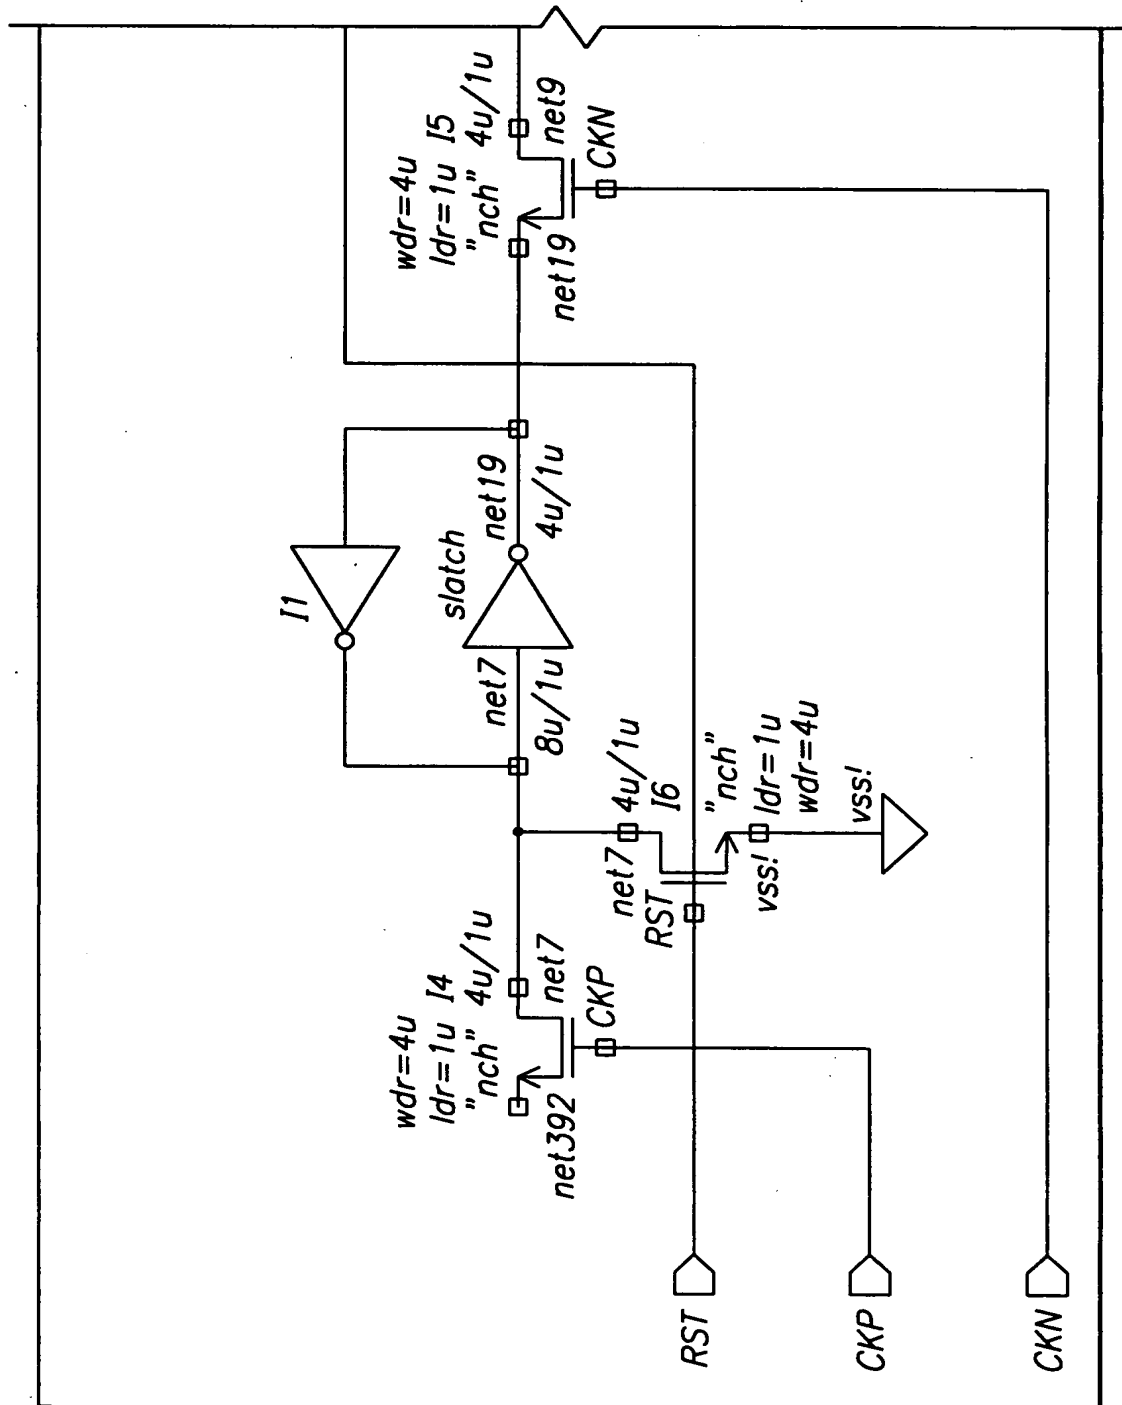 wdr=4u
ldr=1u I5
"nch" 4u/1u
net19 net9
CKN
I1
slatch
net7 net19
8u/1u 4u/1u
wdr=4u
ldr=1u I4
"nch" 4u/1u
net392 net7
CKP
net7 4u/1u
RST I6
"nch"
vss! ldr=1u
wdr=4u
vss!
RST
CKP
CKN